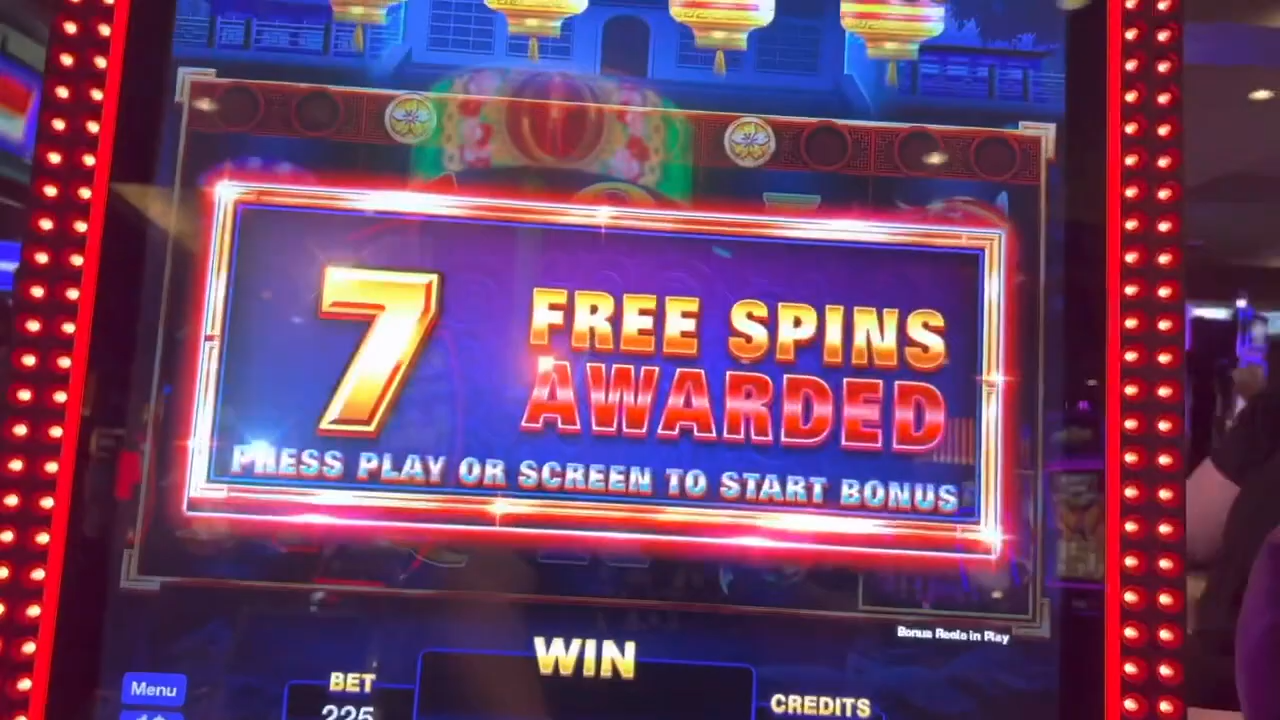 7
FREE SPINS
AWARDED
PRESS PLAY OR SCREEN TO START BONUS
Bonus Reels in Play
WIN
Menu
BET
225
CREDITS